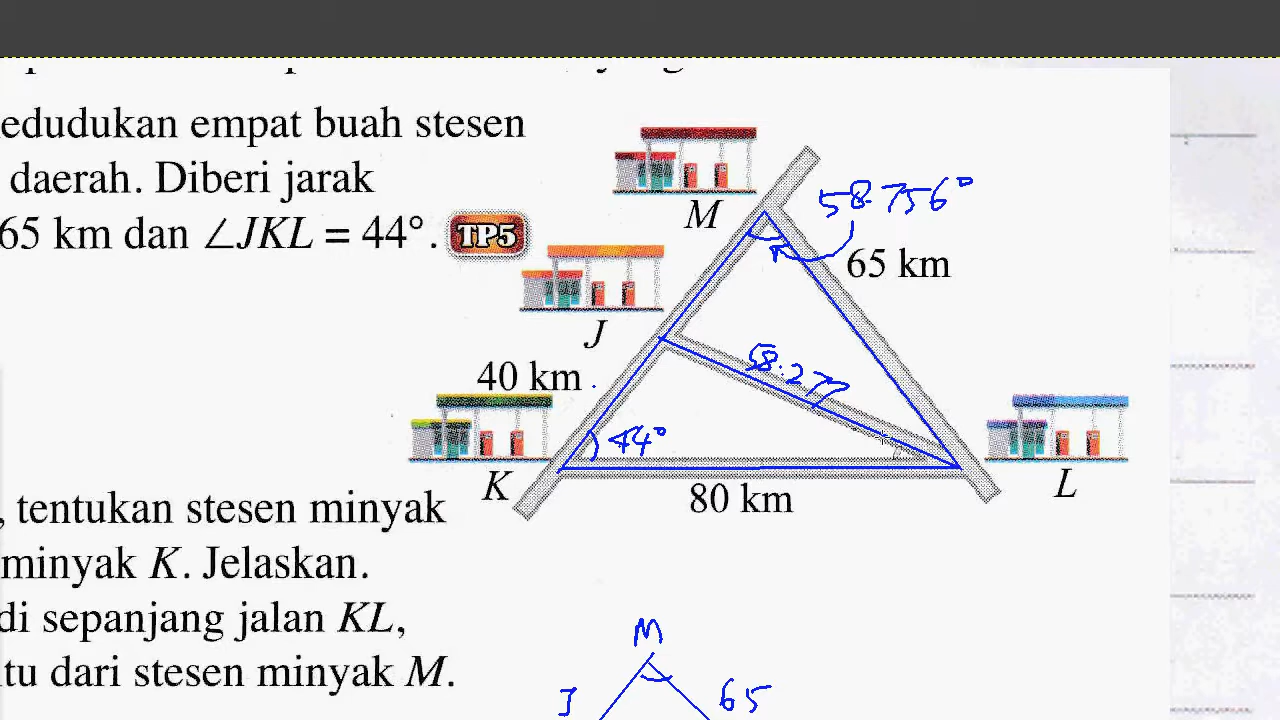 edudukan empat buah stesen
daerah. Diberi jarak
65 km dan ∠JKL = 44°. TP5
M
58.756°
65 km
J
58.277
40 km
44°
K
80 km
L
, tentukan stesen minyak
minyak K. Jelaskan.
di sepanjang jalan KL,
tu dari stesen minyak M.
M
J 65